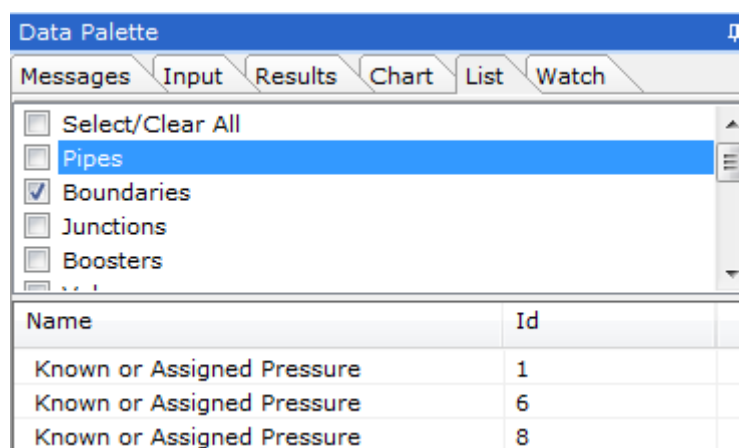 Data Palette
Messages Input Results Chart List Watch
Select/Clear All
Pipes
Boundaries
Junctions
Boosters
Name Id
Known or Assigned Pressure 1
Known or Assigned Pressure 6
Known or Assigned Pressure 8